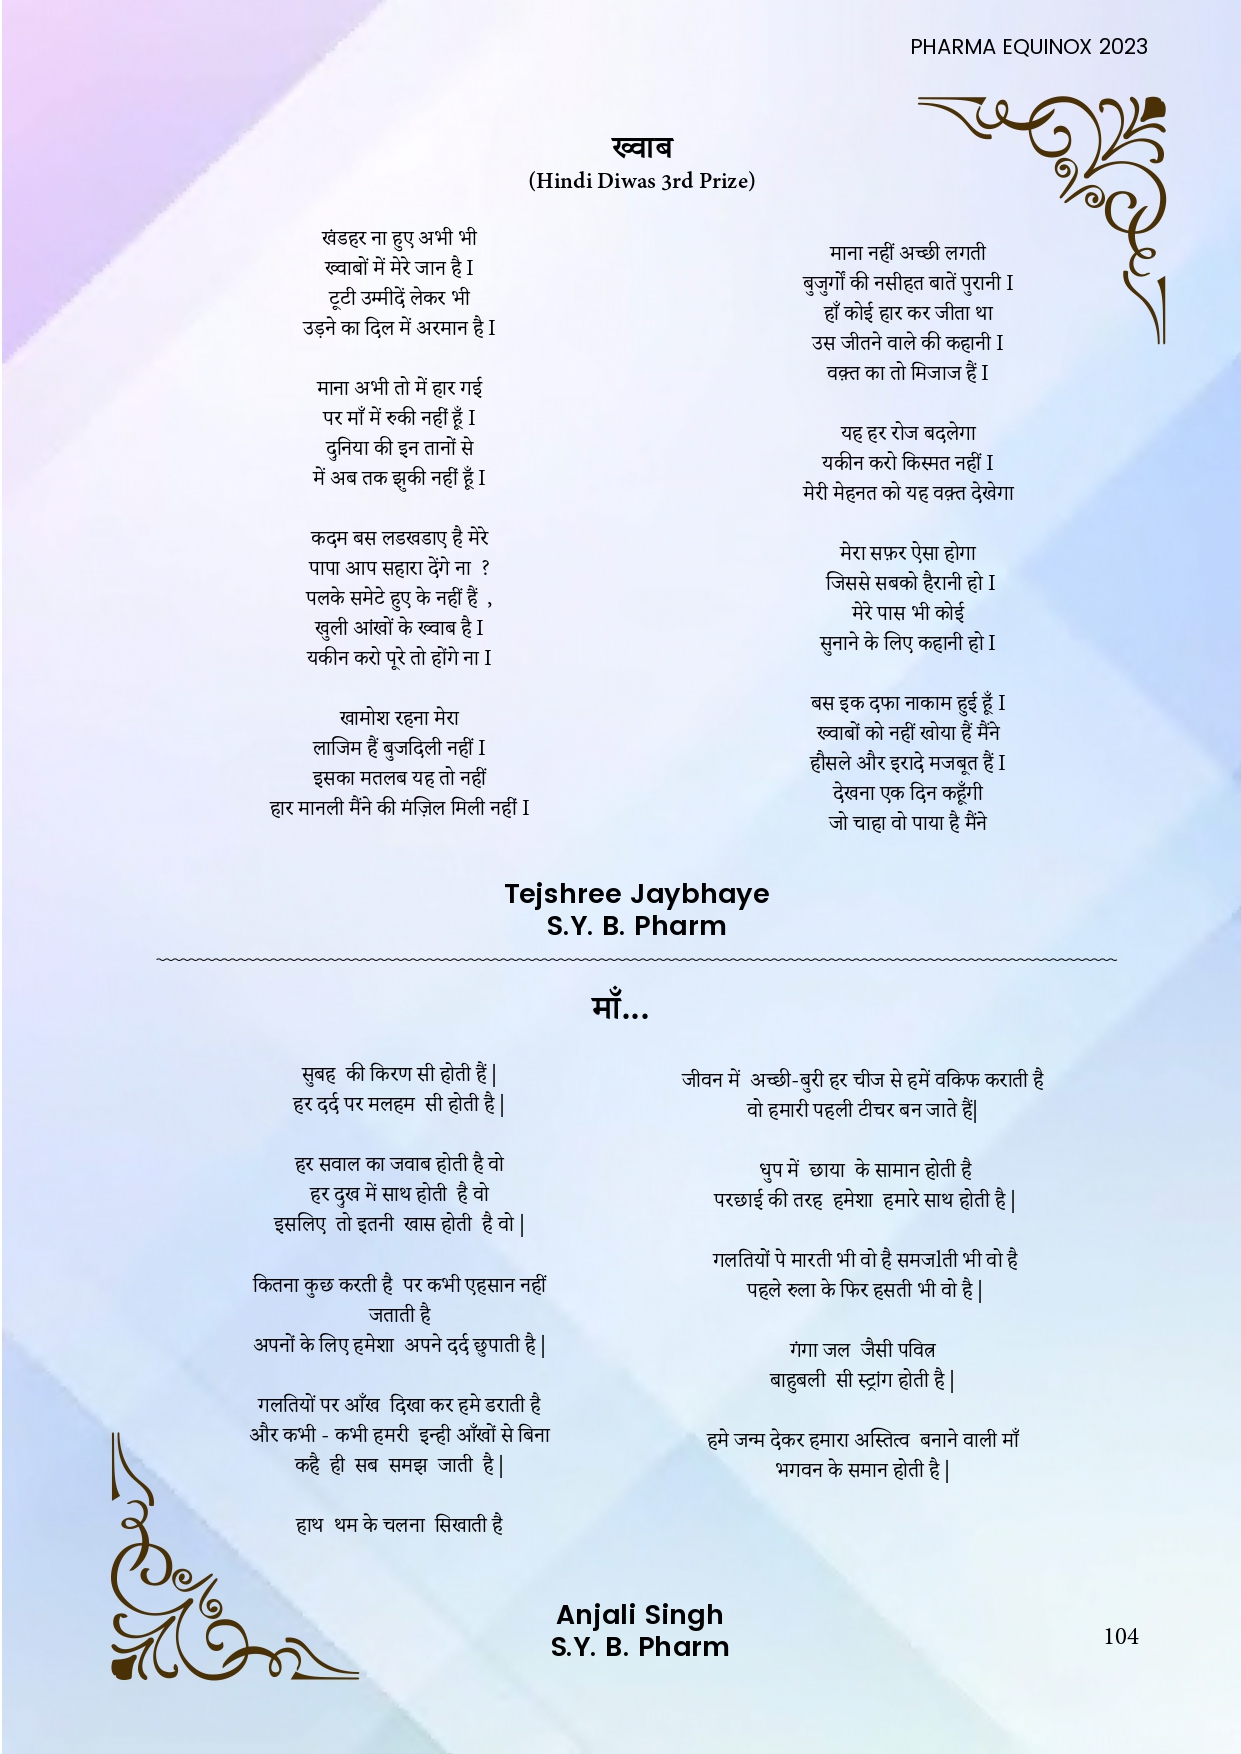 PHARMA EQUINOX 2023
ख्वाब
(Hindi Diwas 3rd Prize)
खंडहर ना हुए अभी भी
ख्वाबों में मेरे जान है I
टूटी उम्मीदें लेकर भी
उड़ने का दिल में अरमान है I
माना अभी तो में हार गई
पर माँ में रुकी नहीं हूँ I
दुनिया की इन तानों से
में अब तक झुकी नहीं हूँ I
कदम बस लडखडाए है मेरे
पापा आप सहारा देंगे ना ?
पलके समेटे हुए के नहीं हैं ,
खुली आंखों के ख्वाब है I
यकीन करो पूरे तो होंगे ना I
खामोश रहना मेरा
लाजिम हैं बुजदिली नहीं I
इसका मतलब यह तो नहीं
हार मानली मैंने की मंज़िल मिली नहीं I
माना नहीं अच्छी लगती
बुजुर्गों की नसीहत बातें पुरानी I
हाँ कोई हार कर जीता था
उस जीतने वाले की कहानी I
वक़्त का तो मिजाज हैं I
यह हर रोज बदलेगा
यकीन करो किस्मत नहीं I
मेरी मेहनत को यह वक़्त देखेगा
मेरा सफ़र ऐसा होगा
जिससे सबको हैरानी हो I
मेरे पास भी कोई
सुनाने के लिए कहानी हो I
बस इक दफा नाकाम हुई हूँ I
ख्वाबों को नहीं खोया हैं मैंने
हौसले और इरादे मजबूत हैं I
देखना एक दिन कहूँगी
जो चाहा वो पाया है मैंने
Tejshree Jaybhaye
S.Y. B. Pharm
माँ...
सुबह की किरण सी होती हैं |
हर दर्द पर मलहम सी होती है |
हर सवाल का जवाब होती है वो
हर दुख में साथ होती है वो
इसलिए तो इतनी खास होती है वो |
कितना कुछ करती है पर कभी एहसान नहीं
जताती है
अपनों के लिए हमेशा अपने दर्द छुपाती है |
गलतियों पर आँख दिखा कर हमे डराती है
और कभी - कभी हमरी इन्ही आँखों से बिना
कहै ही सब समझ जाती है |
हाथ थम के चलना सिखाती है
जीवन में अच्छी-बुरी हर चीज से हमें वकिफ कराती है
वो हमारी पहली टीचर बन जाते हैं|
धुप में छाया के सामान होती है
परछाई की तरह हमेशा हमारे साथ होती है |
गलतियों पे मारती भी वो है समजlती भी वो है
पहले रुला के फिर हसती भी वो है |
गंगा जल जैसी पवित्र
बाहुबली सी स्ट्रांग होती है |
हमे जन्म देकर हमारा अस्तित्व बनाने वाली माँ
भगवन के समान होती है |
Anjali Singh
S.Y. B. Pharm
104